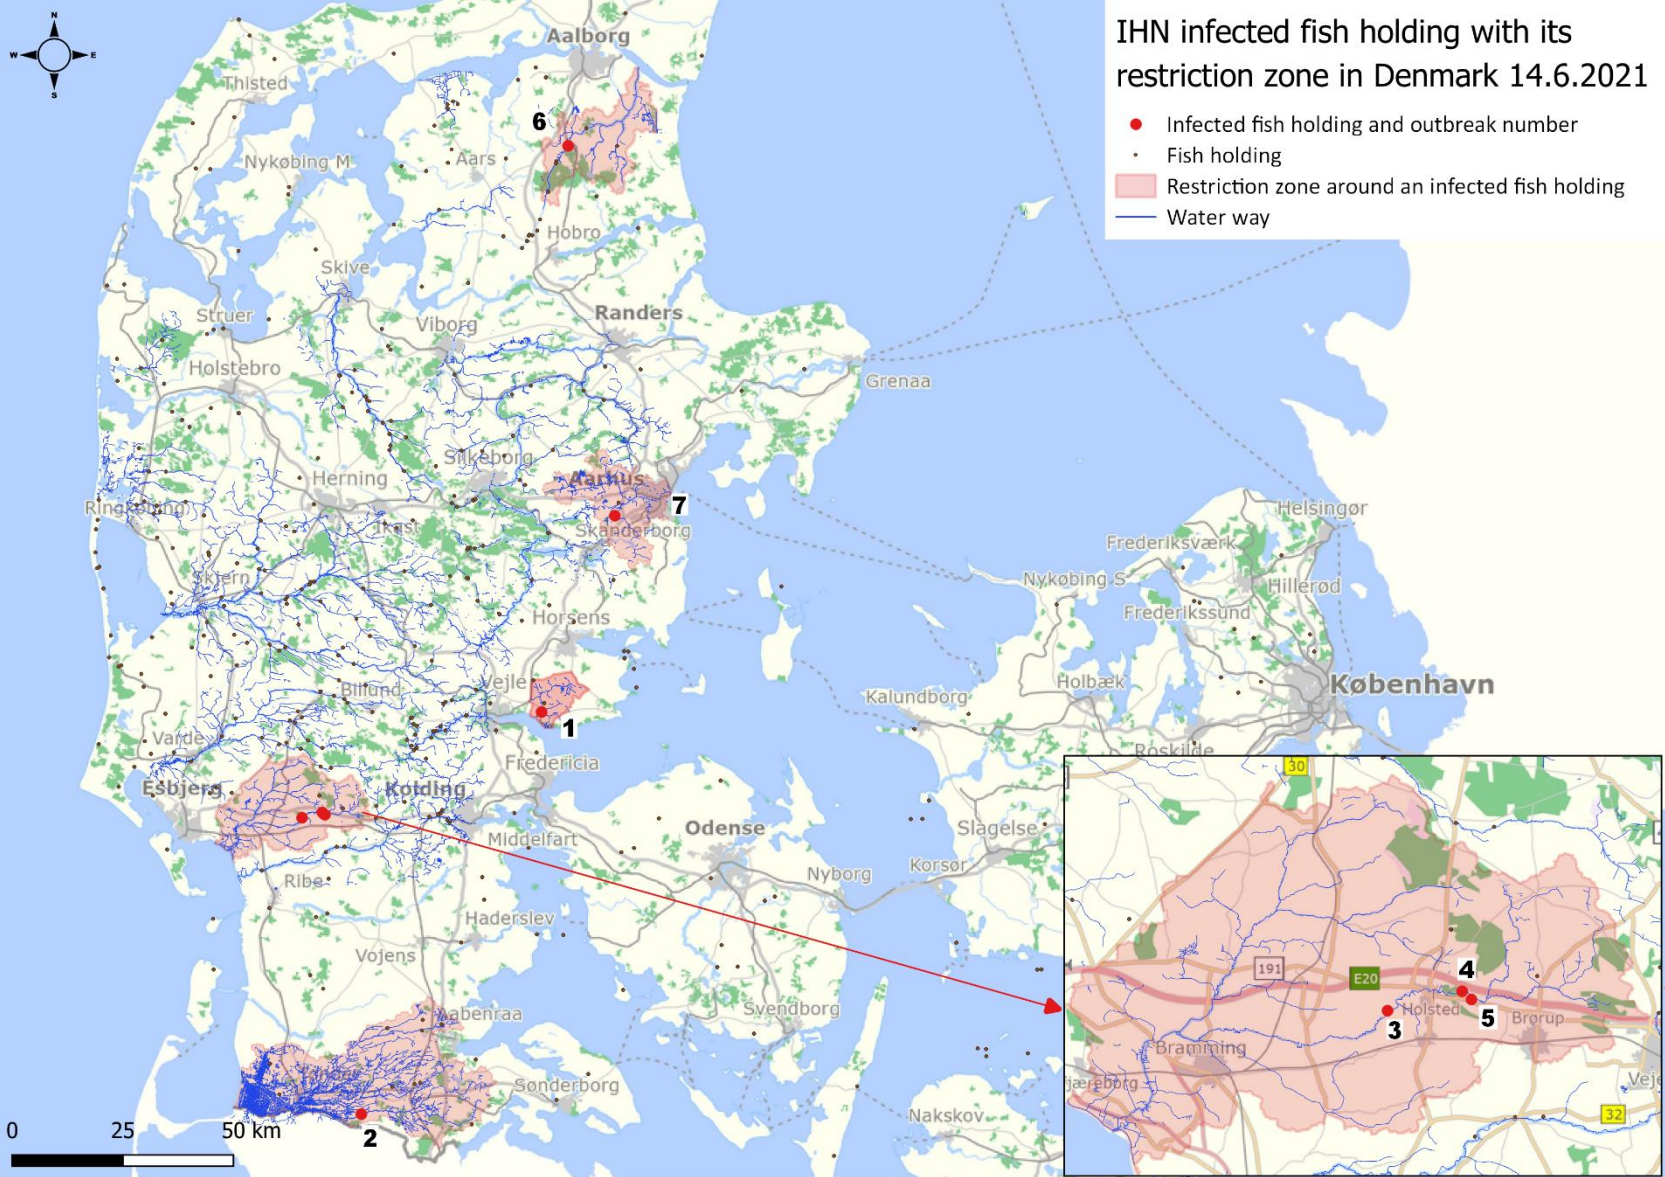 IHN infected fish holding with its
restriction zone in Denmark 14.6.2021
Infected fish holding and outbreak number
Fish holding
Restriction zone around an infected fish holding
Water way
N
W
E
S
Aalborg
Thisted
6
Nykøbing M
Aars
Hobro
Skive
Struer
Viborg
Randers
Holstebro
Grenaa
Silkeborg
Herning
Aarhus
7
Skanderborg
Helsingør
Frederiksværk
Skjern
Nykøbing S
Hillerød
Frederikssund
Horsens
Vejle
Billund
Holbæk
København
Kalundborg
1
Varde
Roskilde
Fredericia
Esbjerg
Kolding
Middelfart
Odense
Slagelse
Korsør
Nyborg
Ribe
Haderslev
Vojens
Svendborg
Aabenraa
Sønderborg
Nakskov
2
0
25
50 km
30
191
E20
4
Holsted
5
3
Brørup
Bramming
jæreborg
Veje
32